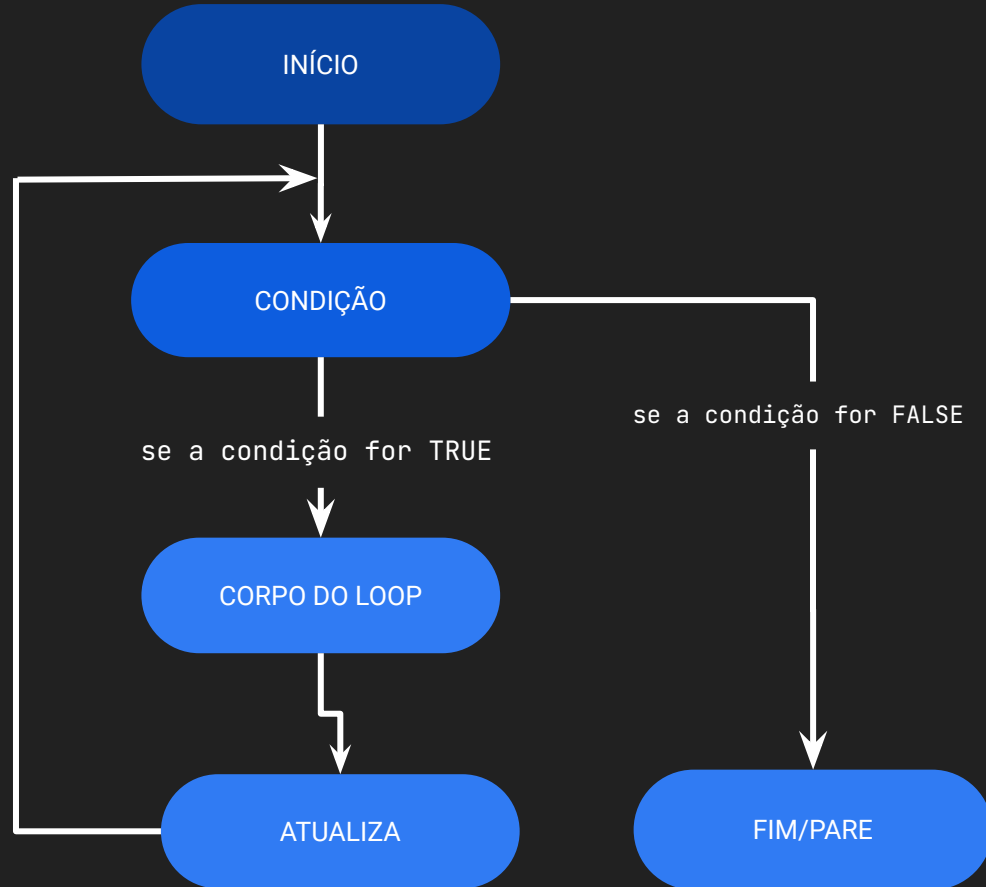 INÍCIO
CONDIÇÃO
se a condição for FALSE
se a condição for TRUE
CORPO DO LOOP
ATUALIZA
FIM/PARE